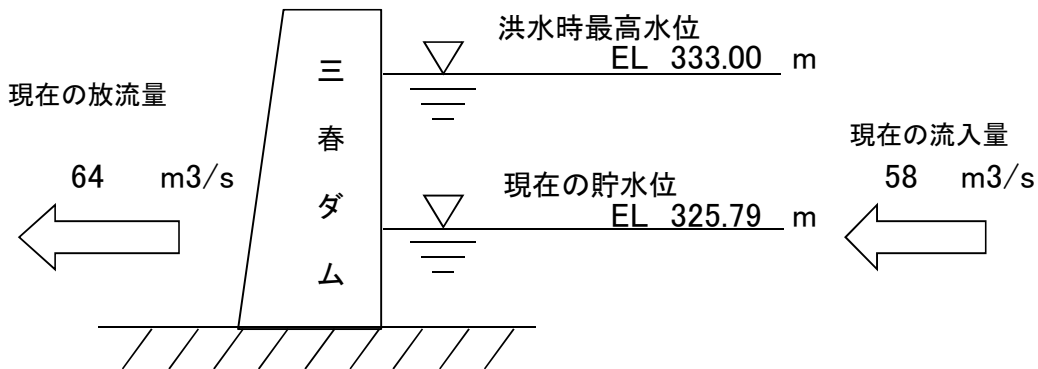 洪水時最高水位
EL 333.00 m
現在の放流量
64 m3/s
三春ダム
現在の貯水位
EL 325.79 m
現在の流入量
58 m3/s